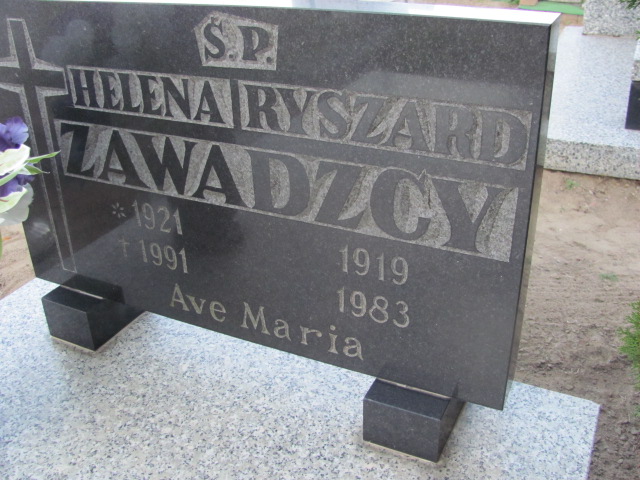 Ś.P.
HELENA RYSZARD
ZAWADZCY
* 1921 1919
† 1991 1983
Ave Maria